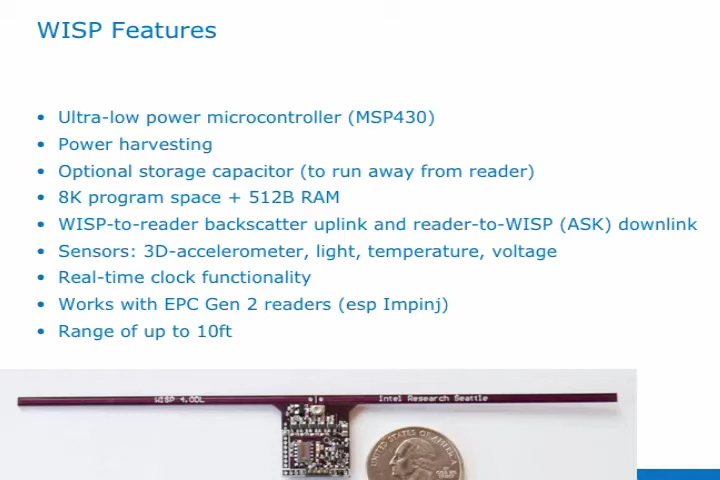 WISP Features
• Ultra-low power microcontroller (MSP430)
• Power harvesting
• Optional storage capacitor (to run away from reader)
• 8K program space + 512B RAM
• WISP-to-reader backscatter uplink and reader-to-WISP (ASK) downlink
• Sensors: 3D-accelerometer, light, temperature, voltage
• Real-time clock functionality
• Works with EPC Gen 2 readers (esp Impinj)
• Range of up to 10ft
WISP 4.0DL
Intel Research Seattle
UNITED STATES OF AMERICA